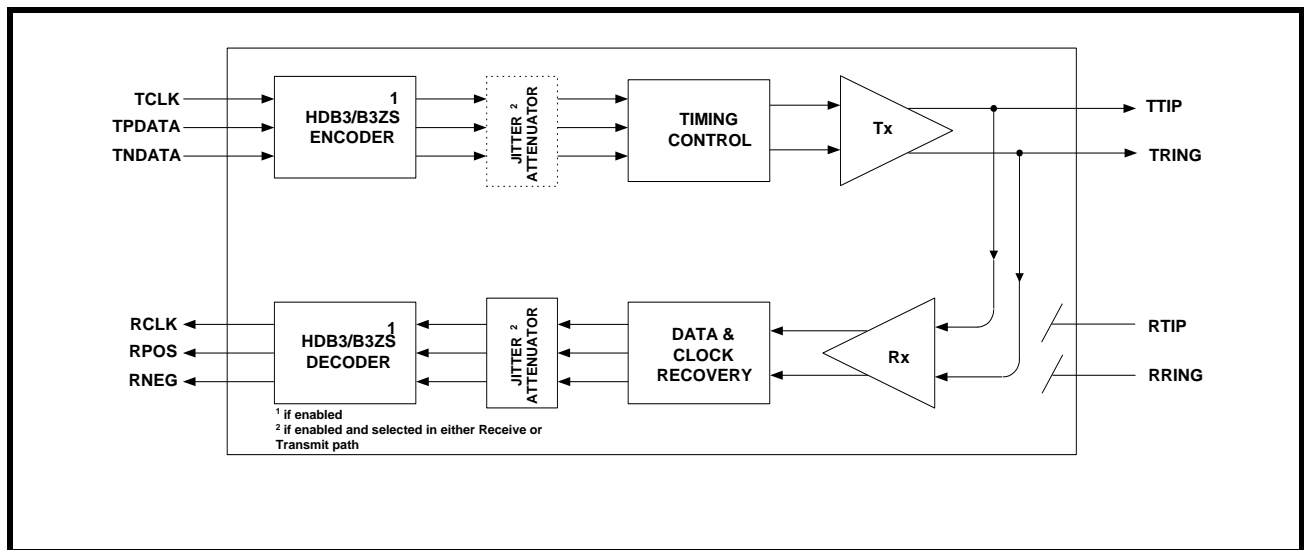 TCLK
TPDATA
TNDATA
1
HDB3/B3ZS
ENCODER
JITTER 2
ATTENUATOR
TIMING
CONTROL
Tx
TTIP
TRING
RCLK
RPOS
RNEG
1
HDB3/B3ZS
DECODER
JITTER 2
ATTENUATOR
DATA &
CLOCK
RECOVERY
Rx
RTIP
RRING
1 if enabled
2 if enabled and selected in either Receive or
Transmit path